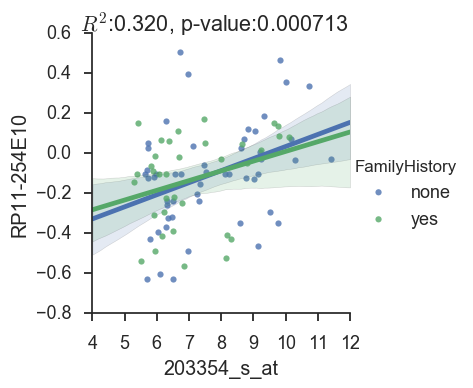 R²:0.320, p-value:0.000713
0.6
0.4
0.2
0.0
−0.2
−0.4
−0.6
−0.8
RP11-254E10
4 5 6 7 8 9 10 11 12
203354_s_at
FamilyHistory
none
yes